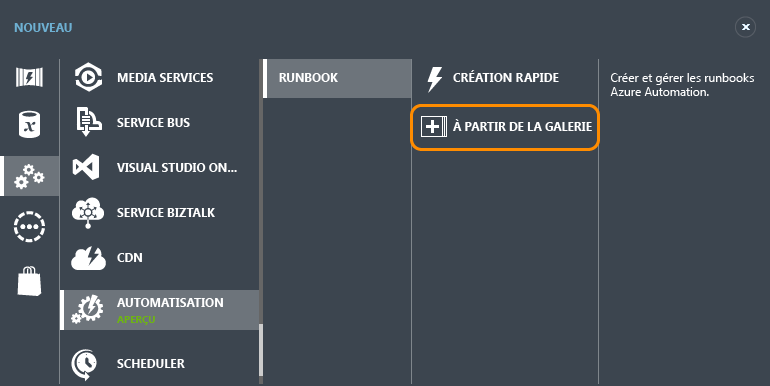 NOUVEAU
MEDIA SERVICES
SERVICE BUS
VISUAL STUDIO ON...
SERVICE BIZTALK
CDN
AUTOMATISATION
APERÇU
SCHEDULER
RUNBOOK
CRÉATION RAPIDE
À PARTIR DE LA GALERIE
Créer et gérer les runbooks
Azure Automation.